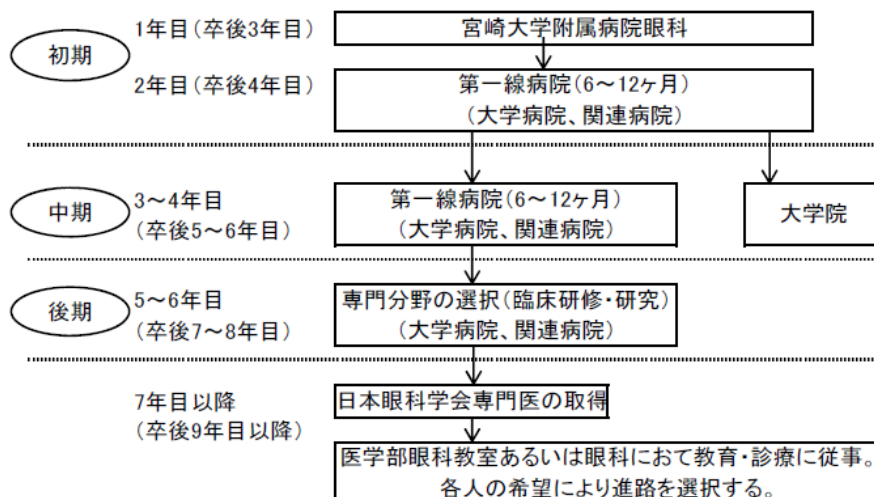 初期
1年目(卒後3年目)
宮崎大学附属病院眼科
2年目(卒後4年目)
第一線病院(6～12ヶ月)
(大学病院、関連病院)
中期
3～4年目
(卒後5～6年目)
第一線病院(6～12ヶ月)
(大学病院、関連病院)
大学院
後期
5～6年目
(卒後7～8年目)
専門分野の選択(臨床研修・研究)
(大学病院、関連病院)
7年目以降
(卒後9年目以降)
日本眼科学会専門医の取得
医学部眼科教室あるいは眼科におて教育・診療に従事。
各人の希望により進路を選択する。